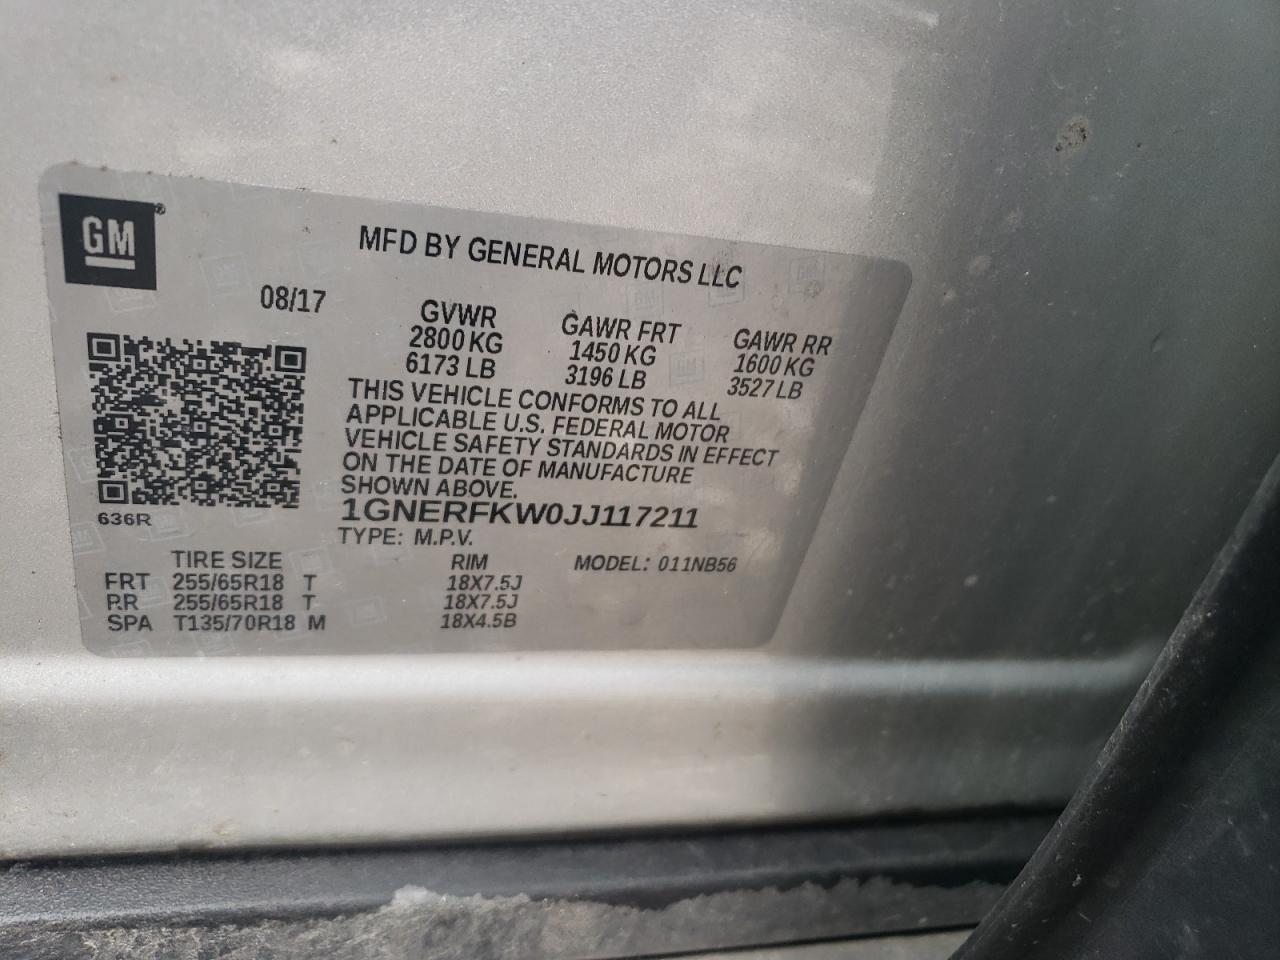 GM®
MFD BY GENERAL MOTORS LLC
08/17
GVWR
2800 KG
6173 LB
GAWR FRT
1450 KG
3196 LB
GAWR RR
1600 KG
3527 LB
THIS VEHICLE CONFORMS TO ALL
APPLICABLE U.S. FEDERAL MOTOR
VEHICLE SAFETY STANDARDS IN EFFECT
ON THE DATE OF MANUFACTURE
SHOWN ABOVE.
636R
1GNERFKW0JJ117211
TYPE: M.P.V.
TIRE SIZE RIM MODEL: 011NB56
FRT 255/65R18 T 18X7.5J
RR 255/65R18 T 18X7.5J
SPA T135/70R18 M 18X4.5B